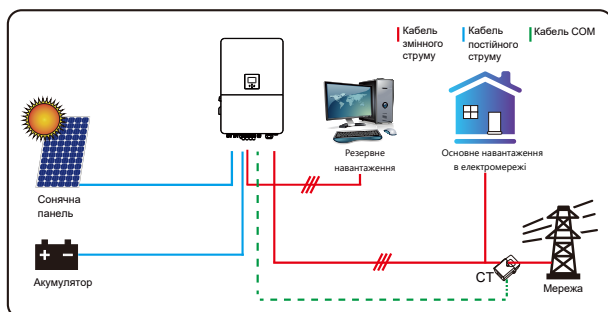 Кабель
змінного
струму
Кабель
постійного
струму
Кабель COM
Резервне
навантаження
Основне навантаження
в електромережі
Сонячна
панель
Акумулятор
CT
Мережа